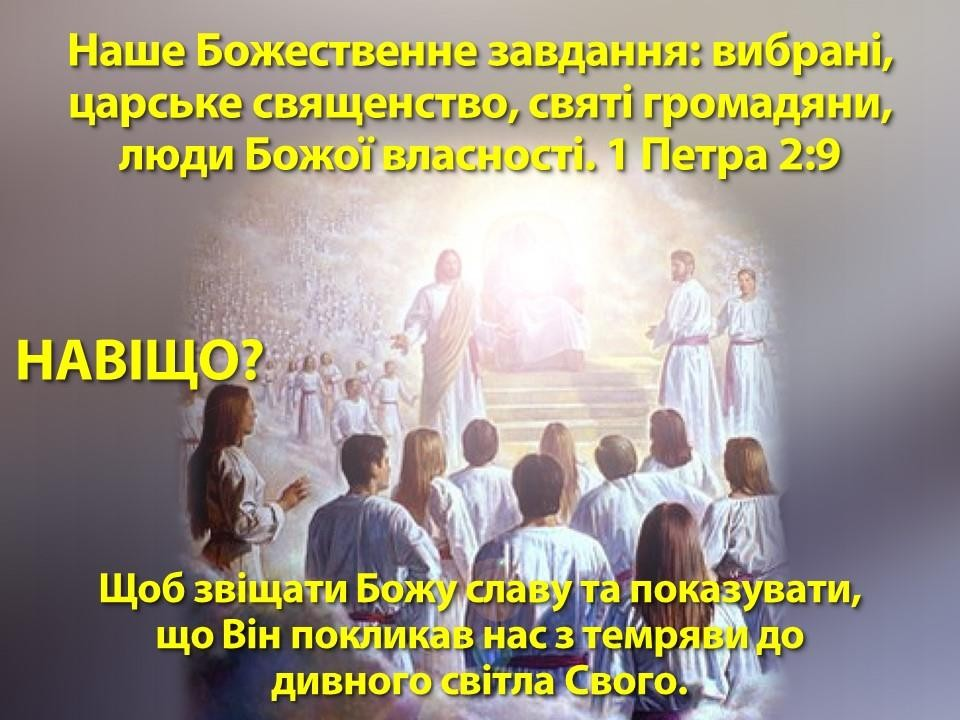 Наше Божественне завдання: вибрані,
царське священство, святі громадяни,
люди Божої власності. 1 Петра 2:9
НАВІЩО?
Щоб звіщати Божу славу та показувати,
що Він покликав нас з темряви до
дивного світла Свого.